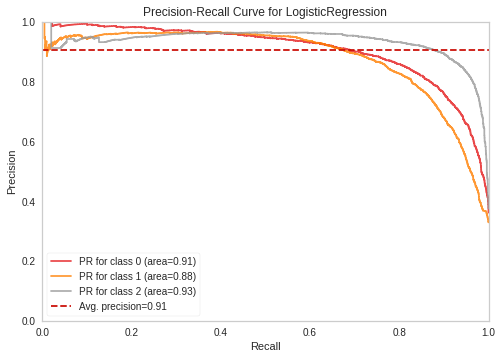 Precision-Recall Curve for LogisticRegression
1.0
0.8
0.6
0.4
0.2
0.0
Precision
PR for class 0 (area=0.91)
PR for class 1 (area=0.88)
PR for class 2 (area=0.93)
Avg. precision=0.91
0.0 0.2 0.4 0.6 0.8 1.0
Recall